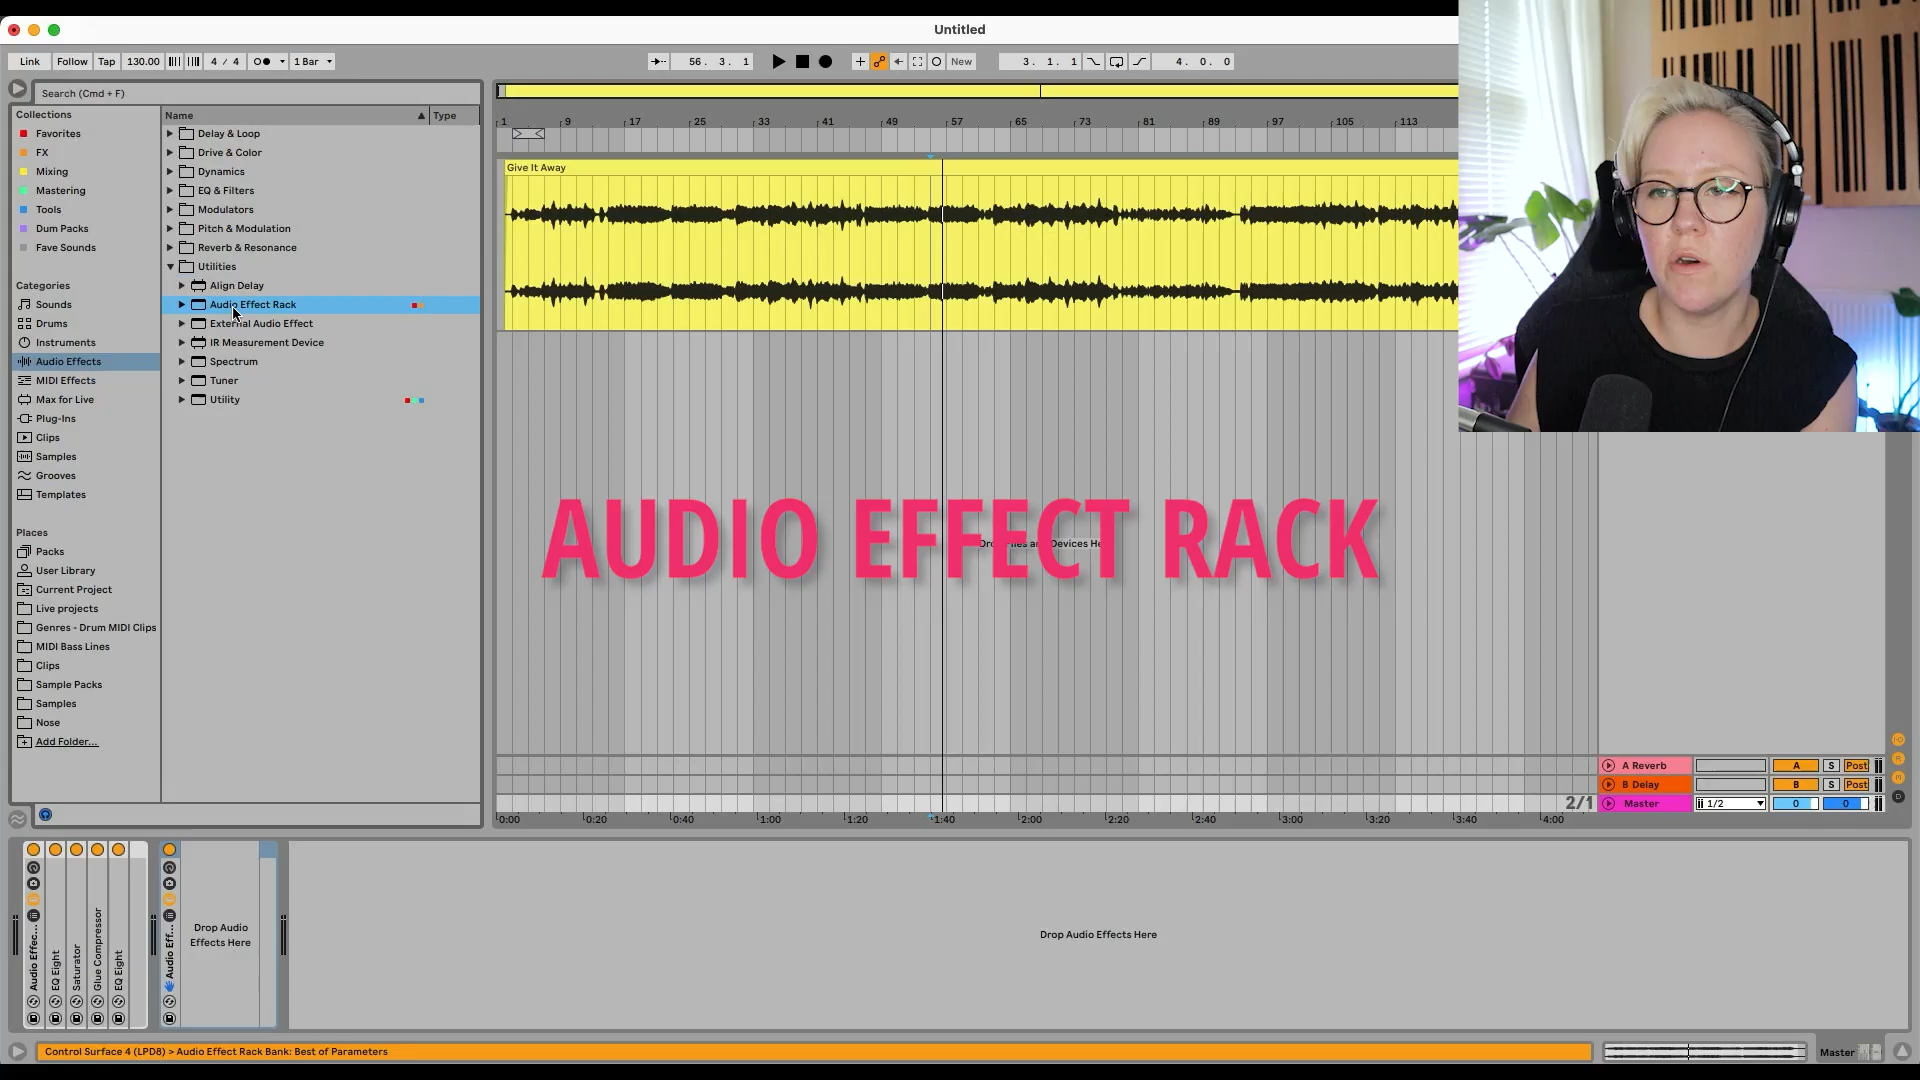 Untitled
Link Follow Tap 130.00 4 / 4 1 Bar
56. 3. 1 New 3. 1. 1 4. 0. 0
Search (Cmd + F)
Collections
Favorites
FX
Mixing
Mastering
Tools
Dum Packs
Fave Sounds
Categories
Sounds
Drums
Instruments
Audio Effects
MIDI Effects
Max for Live
Plug-Ins
Clips
Samples
Grooves
Templates
Places
Packs
User Library
Current Project
Live projects
Genres - Drum MIDI Clips
MIDI Bass Lines
Clips
Sample Packs
Samples
Nose
Add Folder...
Name Type
Delay & Loop
Drive & Color
Dynamics
EQ & Filters
Modulators
Pitch & Modulation
Reverb & Resonance
Utilities
Align Delay
Audio Effect Rack
External Audio Effect
IR Measurement Device
Spectrum
Tuner
Utility
1 9 17 25 33 41 49 57 65 73 81 89 97 105 113
Give It Away
AUDIO EFFECT RACK
A Reverb A S Post
B Delay B S Post
2/1 Master 1/2 0 0
0:00 0:20 0:40 1:00 1:20 1:40 2:00 2:20 2:40 3:00 3:20 3:40 4:00
Audio Effec...
EQ Eight
Saturator
Glue Compressor
EQ Eight
Audio Eff...
Drop Audio
Effects Here
Drop Audio Effects Here
Control Surface 4 (LPD8) > Audio Effect Rack Bank: Best of Parameters
Master